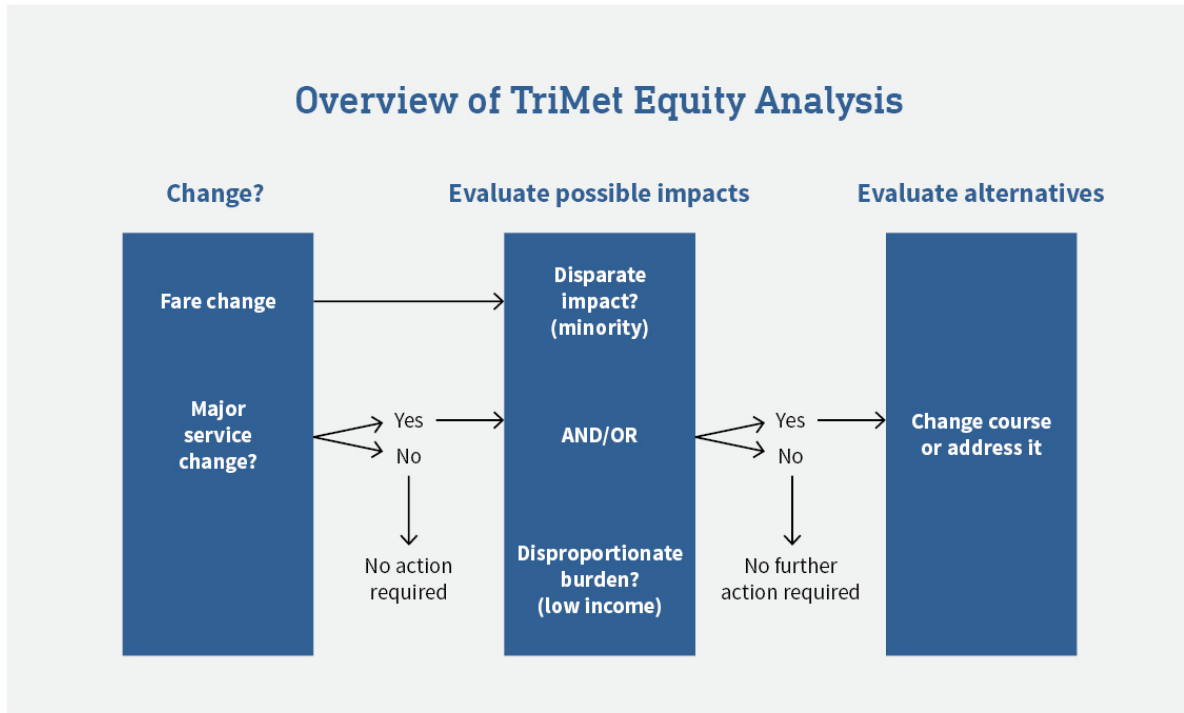 Overview of TriMet Equity Analysis
Change?
Evaluate possible impacts
Evaluate alternatives
Fare change
Major
service
change?
Yes
No
No action
required
Disparate
impact?
(minority)
AND/OR
Disproportionate
burden?
(low income)
Yes
No
No further
action required
Change course
or address it